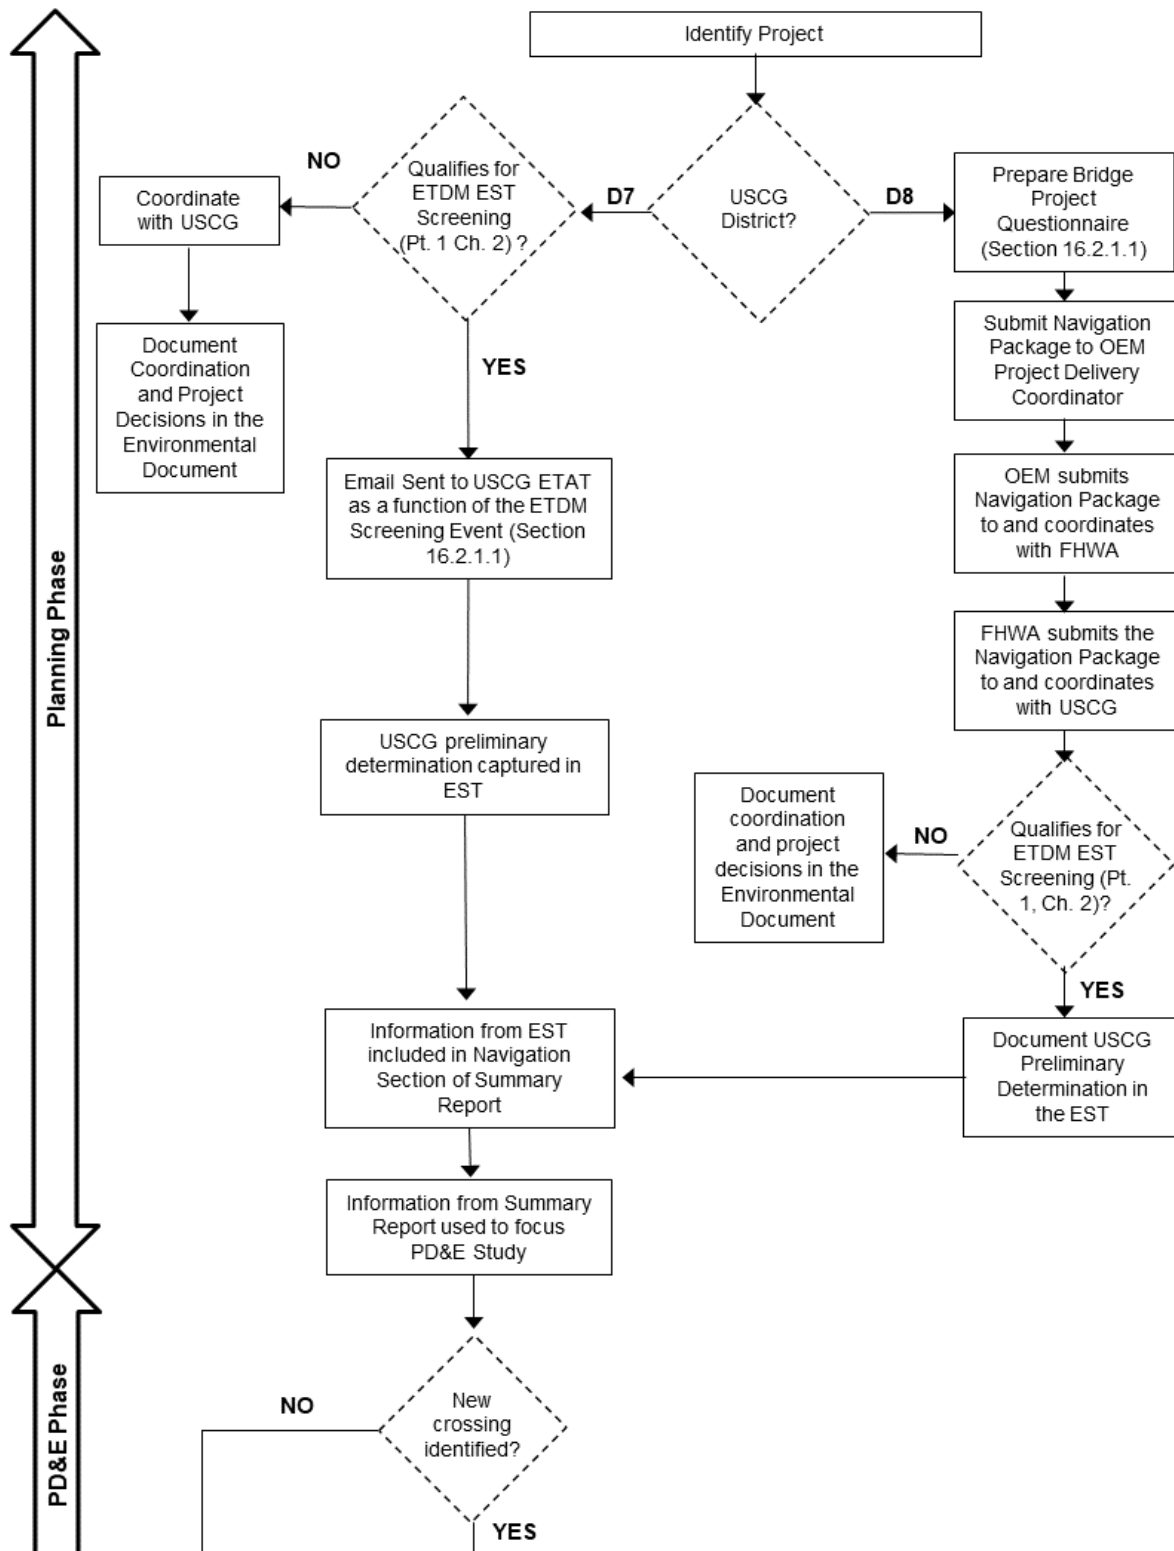 Identify Project
USCG
District?
D7
D8
Qualifies for
ETDM EST
Screening
(Pt. 1 Ch. 2) ?
NO
Coordinate
with USCG
Document
Coordination
and Project
Decisions in the
Environmental
Document
YES
Email Sent to USCG ETAT
as a function of the ETDM
Screening Event (Section
16.2.1.1)
USCG preliminary
determination captured in
EST
Prepare Bridge
Project
Questionnaire
(Section 16.2.1.1)
Submit Navigation
Package to OEM
Project Delivery
Coordinator
OEM submits
Navigation Package
to and coordinates
with FHWA
FHWA submits the
Navigation Package
to and coordinates
with USCG
Qualifies for
ETDM EST
Screening (Pt.
1, Ch. 2)?
NO
Document
coordination
and project
decisions in the
Environmental
Document
YES
Document USCG
Preliminary
Determination in
the EST
Information from EST
included in Navigation
Section of Summary
Report
Information from Summary
Report used to focus
PD&E Study
New
crossing
identified?
NO
YES
Planning Phase
PD&E Phase